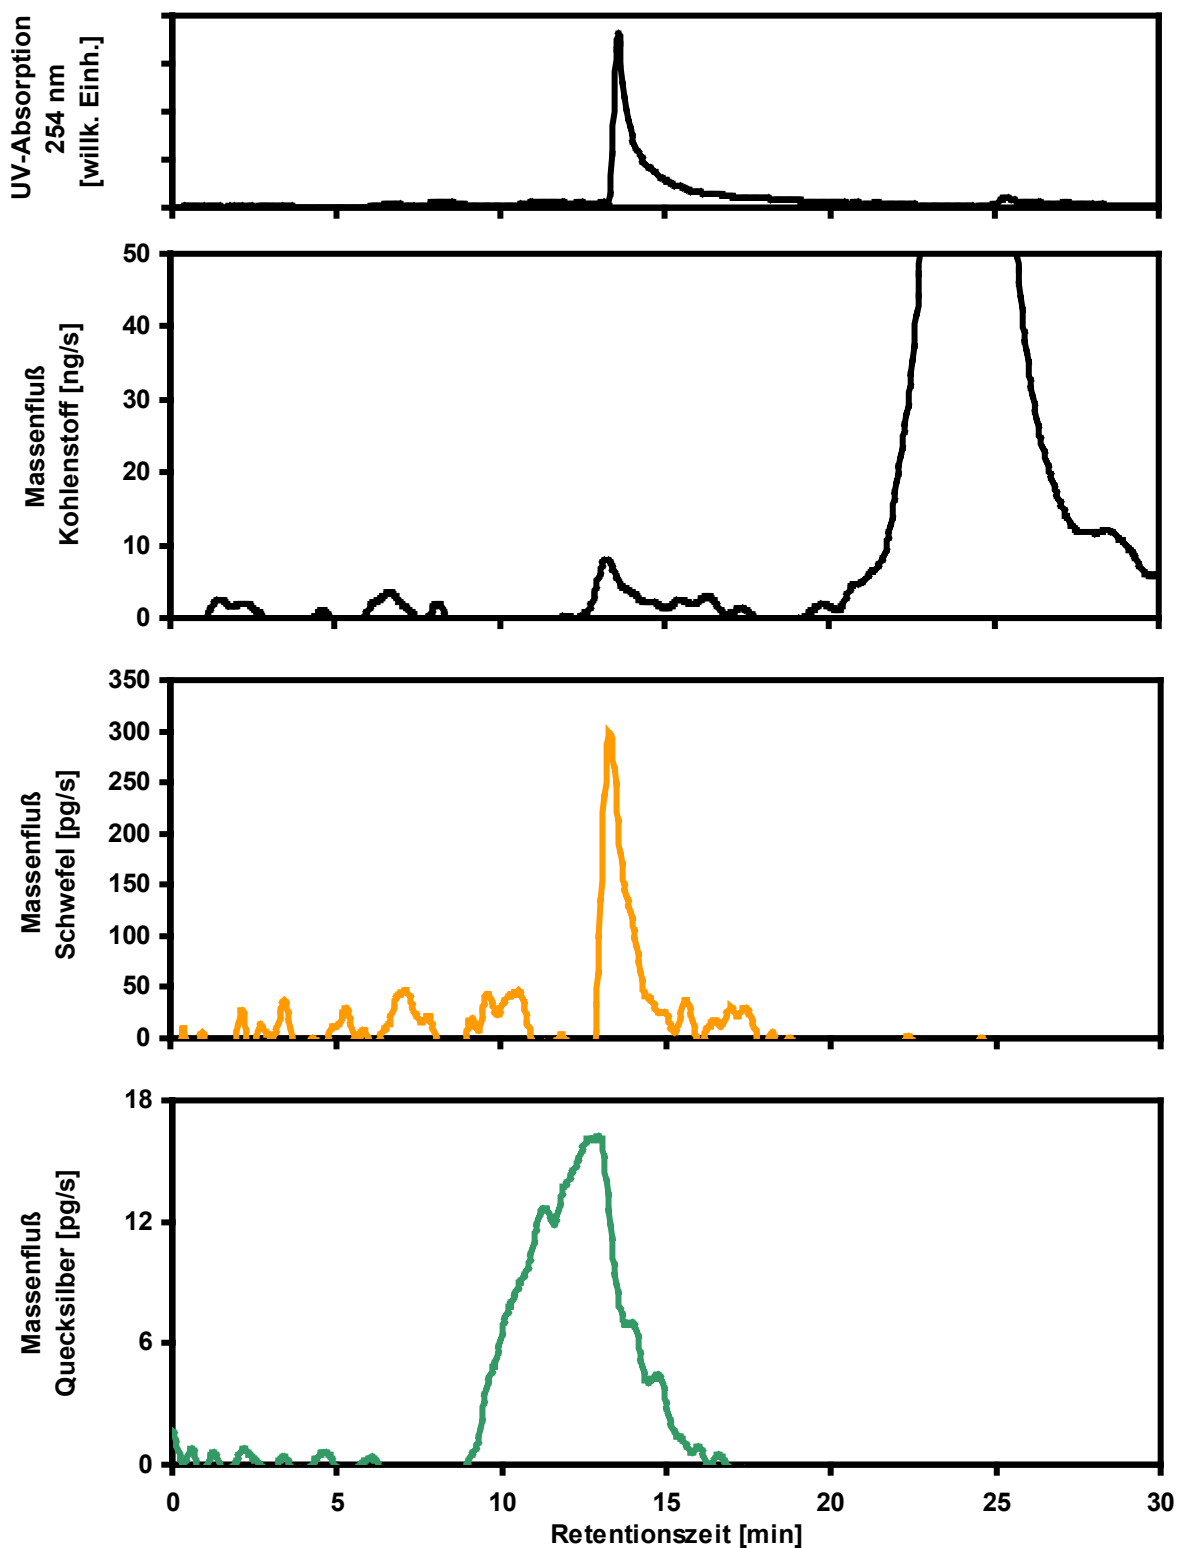 UV-Absorption
254 nm
[willk. Einh.]
Massenfluß
Kohlenstoff [ng/s]
50
40
30
20
10
0
Massenfluß
Schwefel [pg/s]
350
300
250
200
150
100
50
0
Massenfluß
Quecksilber [pg/s]
18
12
6
0
0 5 10 15 20 25 30
Retentionszeit [min]